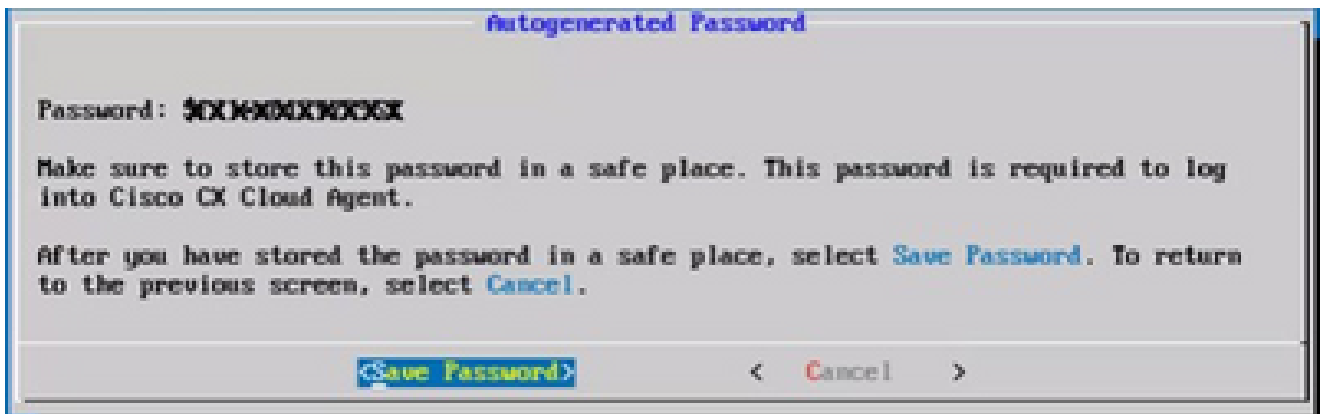 Autogenerated Password
Password:
Make sure to store this password in a safe place. This password is required to log
into Cisco CX Cloud Agent.
After you have stored the password in a safe place, select Save Password. To return
to the previous screen, select Cancel.
<Save Password> < Cancel >